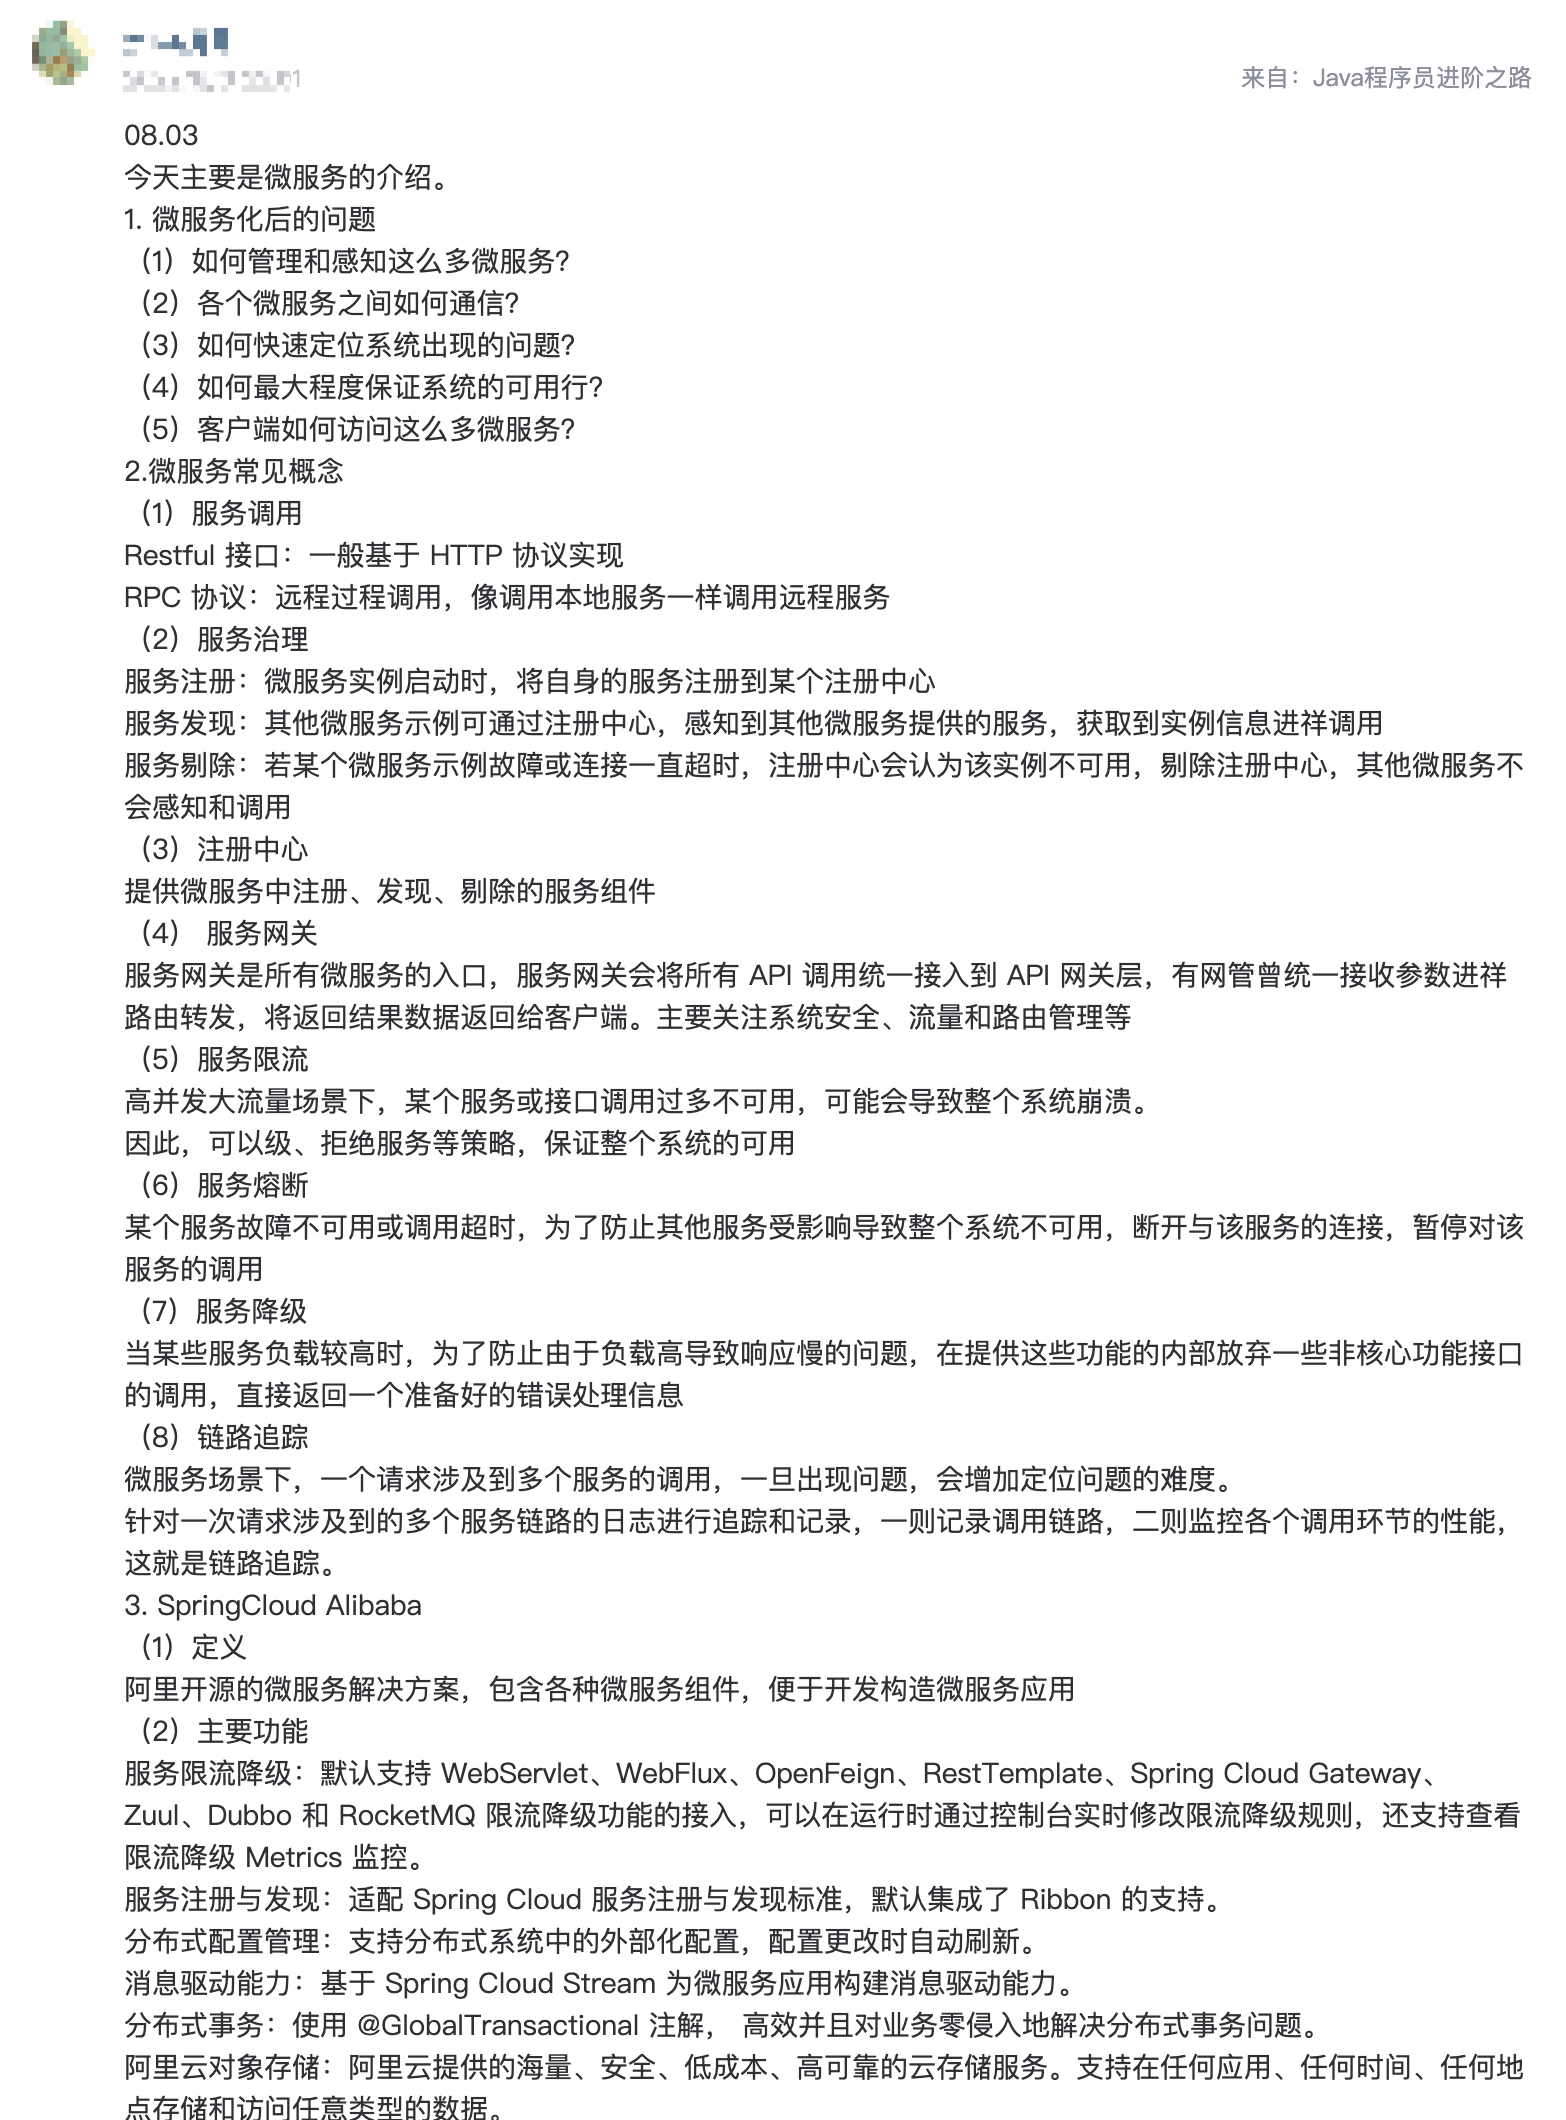 来自：Java程序员进阶之路
08.03
今天主要是微服务的介绍。
1. 微服务化后的问题
（1）如何管理和感知这么多微服务？
（2）各个微服务之间如何通信？
（3）如何快速定位系统出现的问题？
（4）如何最大程度保证系统的可用行？
（5）客户端如何访问这么多微服务？
2.微服务常见概念
（1）服务调用
Restful 接口：一般基于 HTTP 协议实现
RPC 协议：远程过程调用，像调用本地服务一样调用远程服务
（2）服务治理
服务注册：微服务实例启动时，将自身的服务注册到某个注册中心
服务发现：其他微服务示例可通过注册中心，感知到其他微服务提供的服务，获取到实例信息进祥调用
服务剔除：若某个微服务示例故障或连接一直超时，注册中心会认为该实例不可用，剔除注册中心，其他微服务不
会感知和调用
（3）注册中心
提供微服务中注册、发现、剔除的服务组件
（4） 服务网关
服务网关是所有微服务的入口，服务网关会将所有 API 调用统一接入到 API 网关层，有网管曾统一接收参数进祥
路由转发，将返回结果数据返回给客户端。主要关注系统安全、流量和路由管理等
（5）服务限流
高并发大流量场景下，某个服务或接口调用过多不可用，可能会导致整个系统崩溃。
因此，可以级、拒绝服务等策略，保证整个系统的可用
（6）服务熔断
某个服务故障不可用或调用超时，为了防止其他服务受影响导致整个系统不可用，断开与该服务的连接，暂停对该
服务的调用
（7）服务降级
当某些服务负载较高时，为了防止由于负载高导致响应慢的问题，在提供这些功能的内部放弃一些非核心功能接口
的调用，直接返回一个准备好的错误处理信息
（8）链路追踪
微服务场景下，一个请求涉及到多个服务的调用，一旦出现问题，会增加定位问题的难度。
针对一次请求涉及到的多个服务链路的日志进行追踪和记录，一则记录调用链路，二则监控各个调用环节的性能，
这就是链路追踪。
3. SpringCloud Alibaba
（1）定义
阿里开源的微服务解决方案，包含各种微服务组件，便于开发构造微服务应用
（2）主要功能
服务限流降级：默认支持 WebServlet、WebFlux、OpenFeign、RestTemplate、Spring Cloud Gateway、
Zuul、Dubbo 和 RocketMQ 限流降级功能的接入，可以在运行时通过控制台实时修改限流降级规则，还支持查看
限流降级 Metrics 监控。
服务注册与发现：适配 Spring Cloud 服务注册与发现标准，默认集成了 Ribbon 的支持。
分布式配置管理：支持分布式系统中的外部化配置，配置更改时自动刷新。
消息驱动能力：基于 Spring Cloud Stream 为微服务应用构建消息驱动能力。
分布式事务：使用 @GlobalTransactional 注解， 高效并且对业务零侵入地解决分布式事务问题。
阿里云对象存储：阿里云提供的海量、安全、低成本、高可靠的云存储服务。支持在任何应用、任何时间、任何地
点存储和访问任意类型的数据。